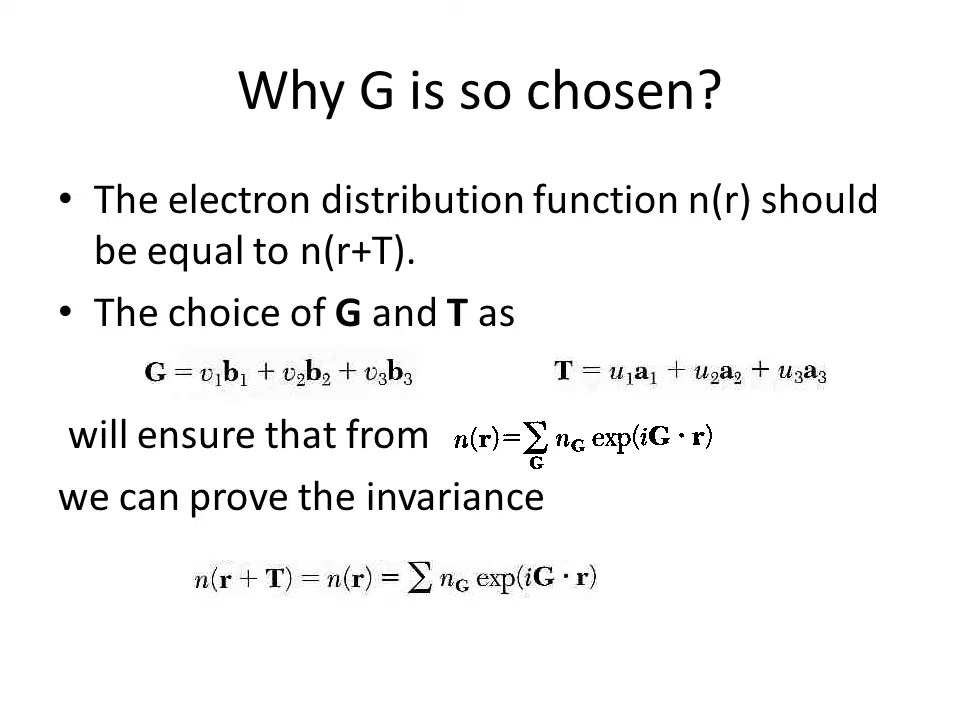 Why G is so chosen?
• The electron distribution function n(r) should
be equal to n(r+T).
• The choice of G and T as
G = v₁b₁ + v₂b₂ + v₃b₃ T = u₁a₁ + u₂a₂ + u₃a₃
will ensure that from n(r)=∑_G n_G exp(iG · r)
we can prove the invariance
n(r + T) = n(r) = ∑ n_G exp(iG · r)